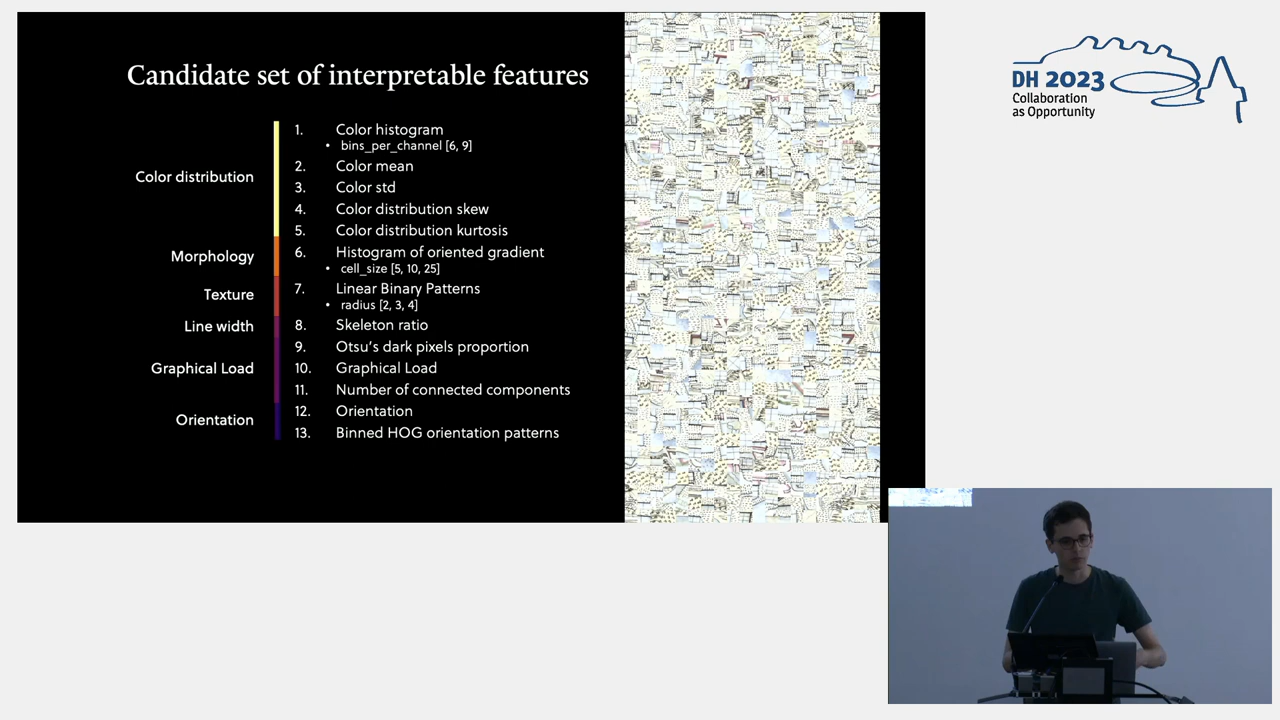 Candidate set of interpretable features
Color distribution
1. Color histogram
• bins_per_channel [6, 9]
2. Color mean
3. Color std
4. Color distribution skew
5. Color distribution kurtosis
Morphology
6. Histogram of oriented gradient
• cell_size [5, 10, 25]
Texture
7. Linear Binary Patterns
• radius [2, 3, 4]
Line width
8. Skeleton ratio
Graphical Load
9. Otsu's dark pixels proportion
10. Graphical Load
11. Number of connected components
Orientation
12. Orientation
13. Binned HOG orientation patterns
DH 2023
Collaboration
as Opportunity